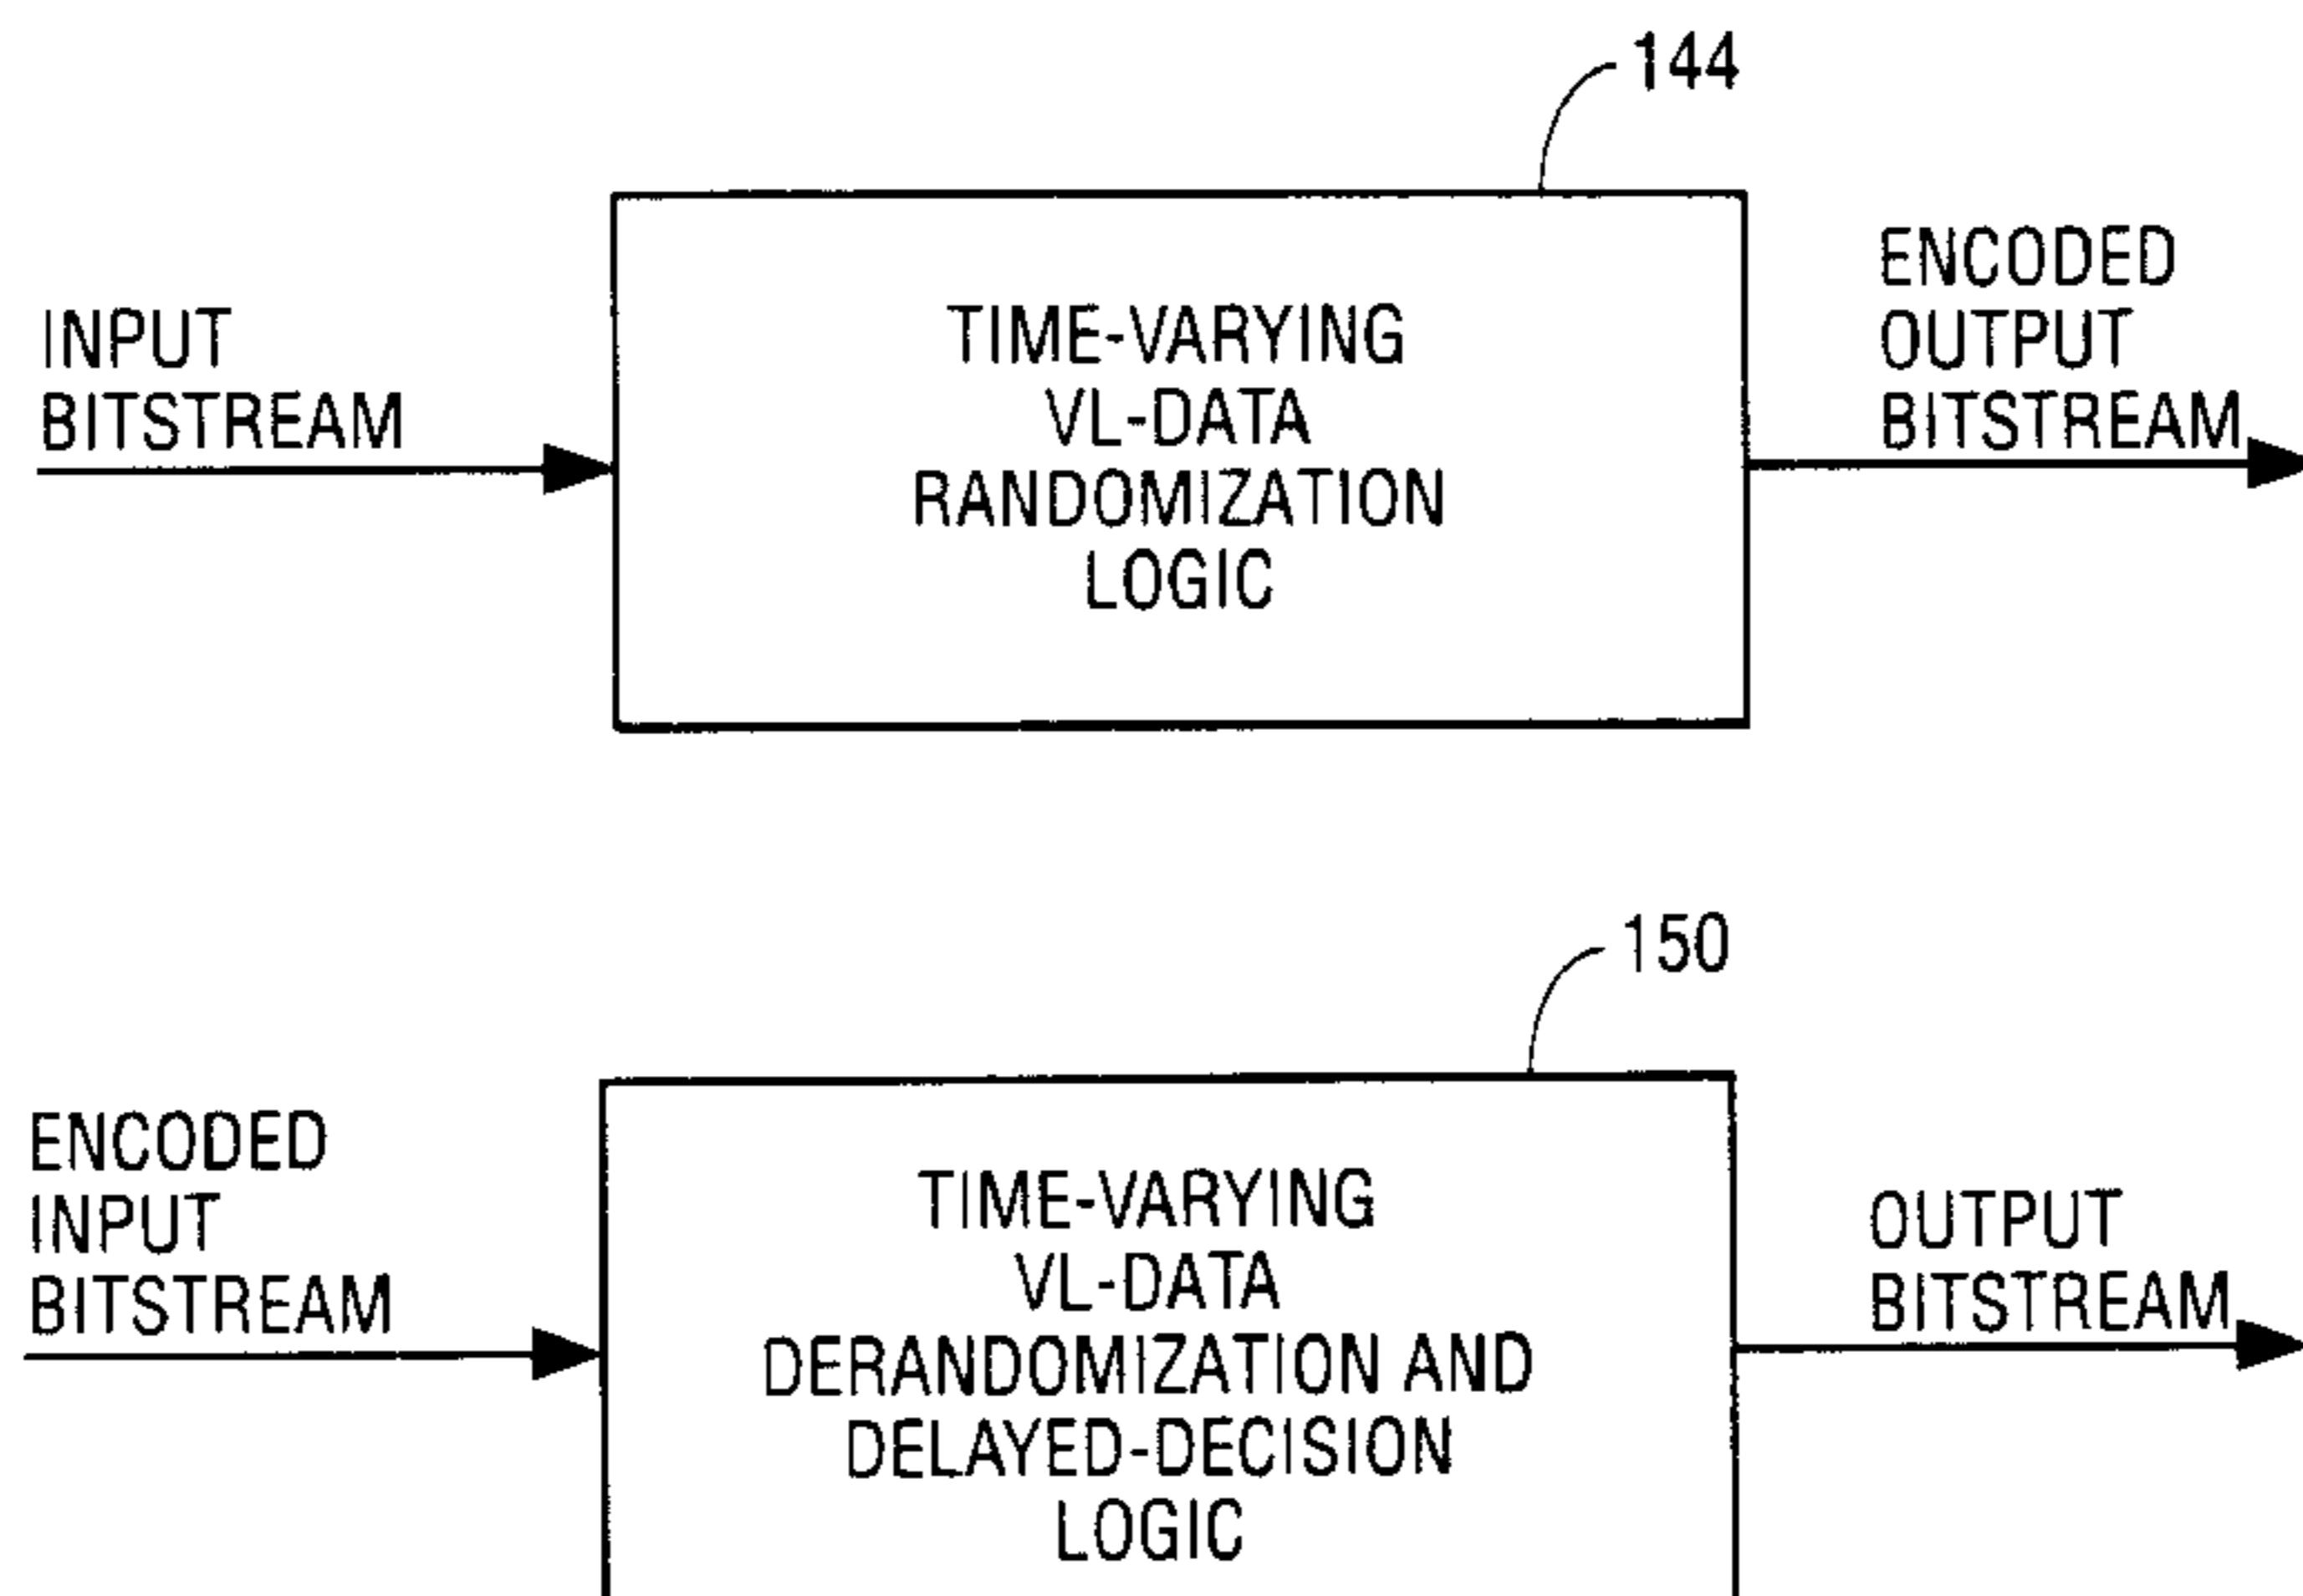 144
INPUT
BITSTREAM
TIME-VARYING
VL-DATA
RANDOMIZATION
LOGIC
ENCODED
OUTPUT
BITSTREAM
150
ENCODED
INPUT
BITSTREAM
TIME-VARYING
VL-DATA
DERANDOMIZATION AND
DELAYED-DECISION
LOGIC
OUTPUT
BITSTREAM